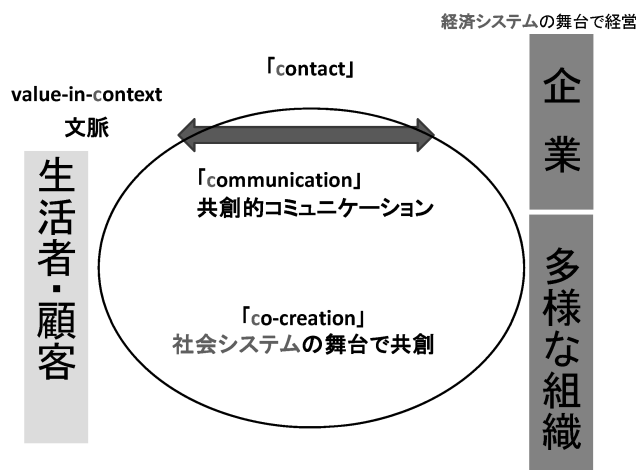 経済システムの舞台で経営
「contact」
value-in-context
文脈
企業
「communication」
共創的コミュニケーション
生活者・顧客
多様な組織
「co-creation」
社会システムの舞台で共創